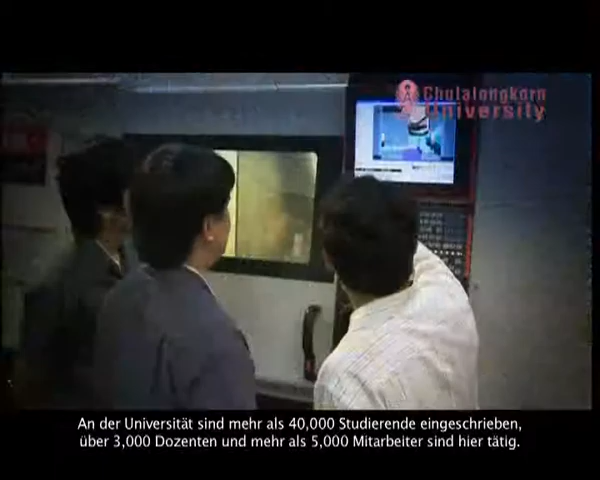 Chulalongkorn
University
An der Universität sind mehr als 40,000 Studierende eingeschrieben,
über 3,000 Dozenten und mehr als 5,000 Mitarbeiter sind hier tätig.